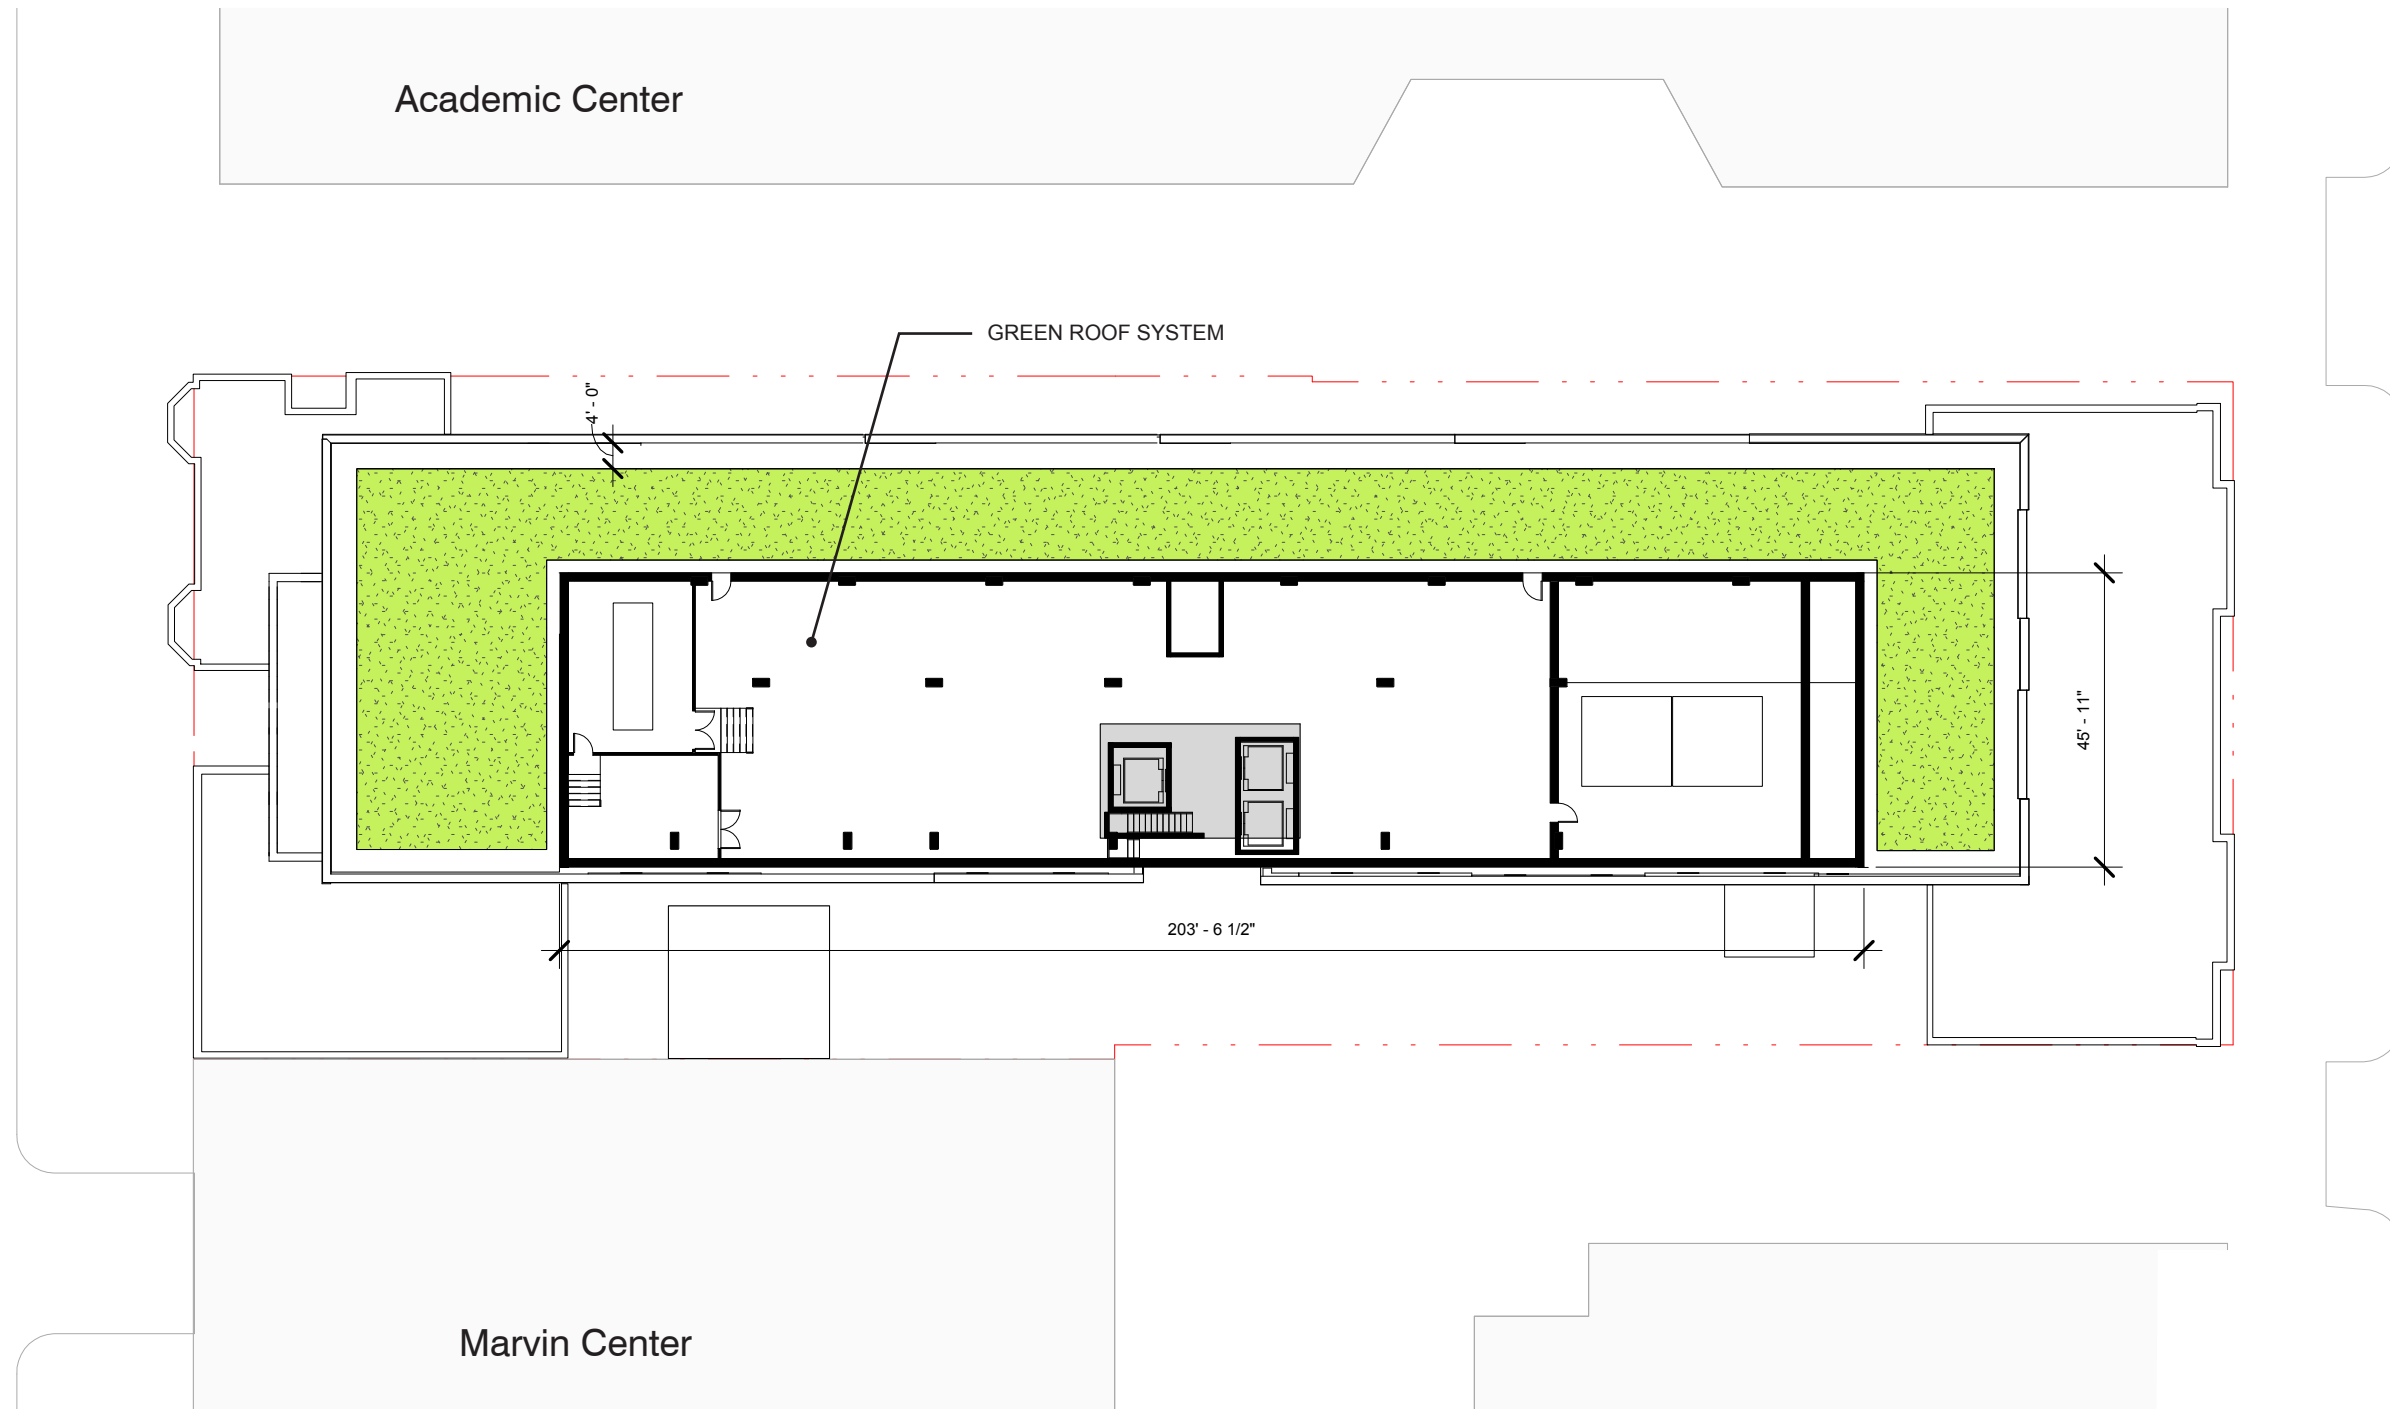 Academic Center
GREEN ROOF SYSTEM
4' - 0"
45' - 11"
203' - 6 1/2"
Marvin Center